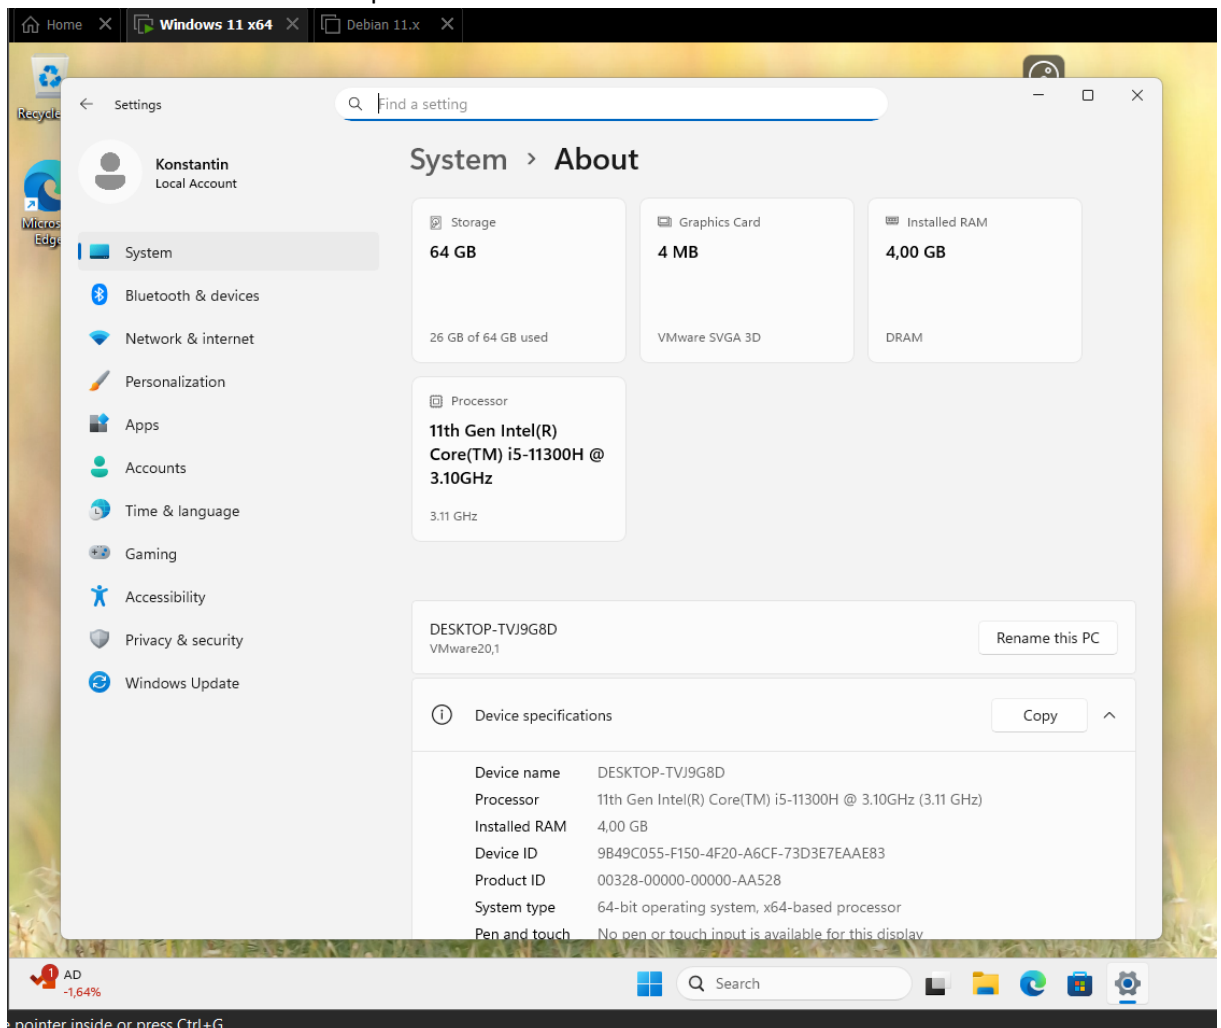 Home
Windows 11 x64
Debian 11.x
Recycle
Settings
Find a setting
Konstantin
Local Account
Micros
Edge
System
Bluetooth & devices
Network & internet
Personalization
Apps
Accounts
Time & language
Gaming
Accessibility
Privacy & security
Windows Update
System > About
Storage
64 GB
26 GB of 64 GB used
Graphics Card
4 MB
VMware SVGA 3D
Installed RAM
4,00 GB
DRAM
Processor
11th Gen Intel(R)
Core(TM) i5-11300H @
3.10GHz
3.11 GHz
DESKTOP-TVJ9G8D
VMware20,1
Rename this PC
Device specifications
Copy
Device name DESKTOP-TVJ9G8D
Processor 11th Gen Intel(R) Core(TM) i5-11300H @ 3.10GHz (3.11 GHz)
Installed RAM 4,00 GB
Device ID 9B49C055-F150-4F20-A6CF-73D3E7EAAE83
Product ID 00328-00000-00000-AA528
System type 64-bit operating system, x64-based processor
Pen and touch No pen or touch input is available for this display
1
AD
-1,64%
Search
e pointer inside or press Ctrl+G